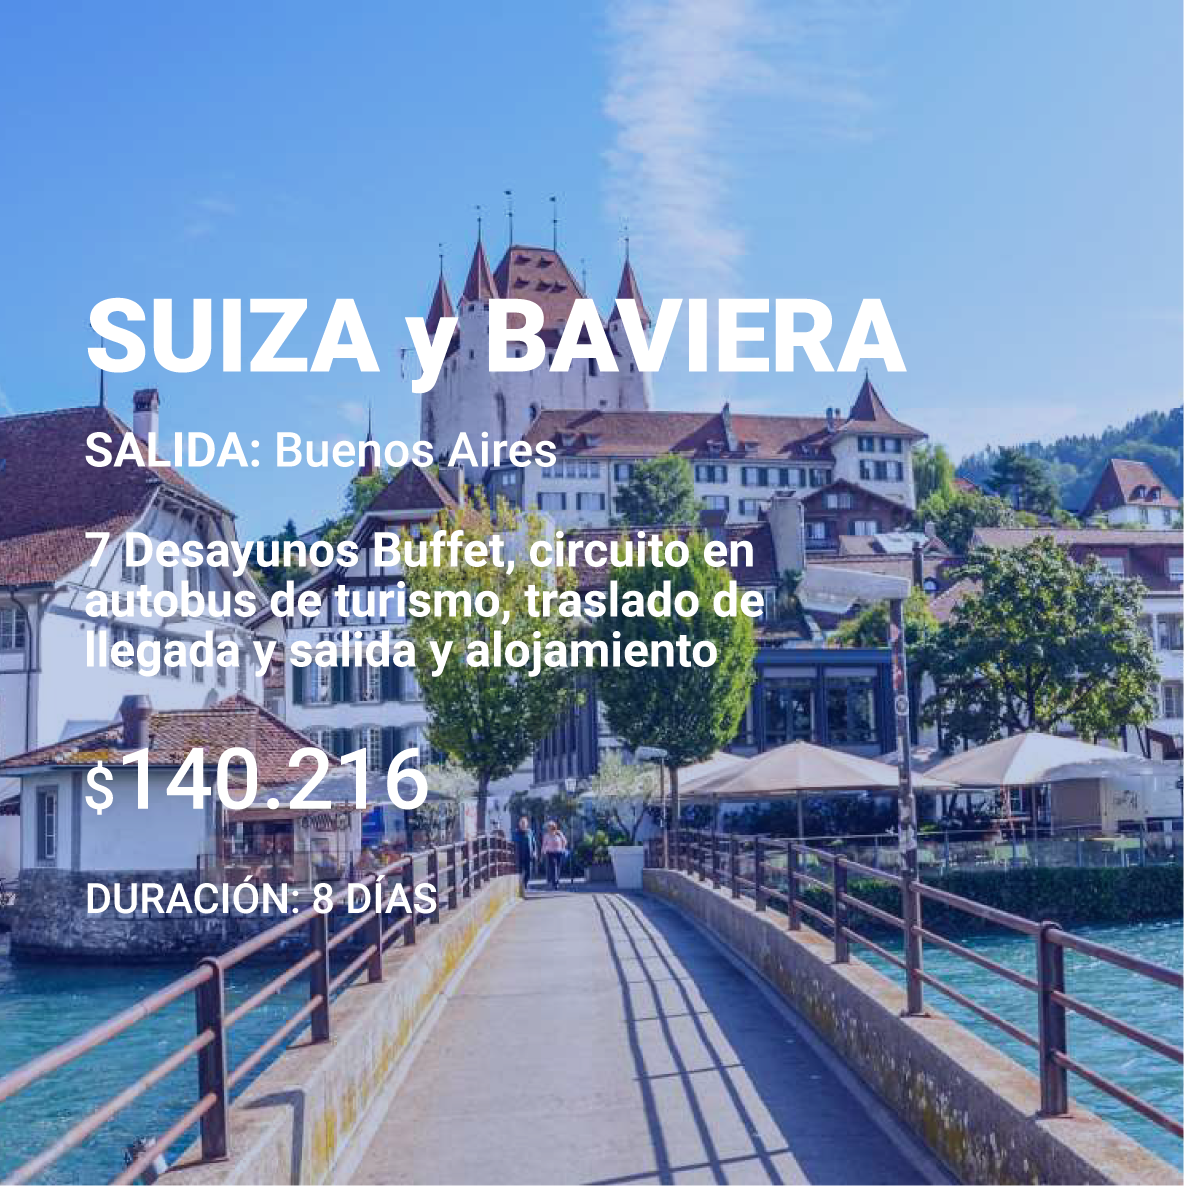 SUIZA y BAVIERA
SALIDA: Buenos Aires
7 Desayunos Buffet, circuito en
autobus de turismo, traslado de
llegada y salida y alojamiento
$140.216
DURACIÓN: 8 DÍAS